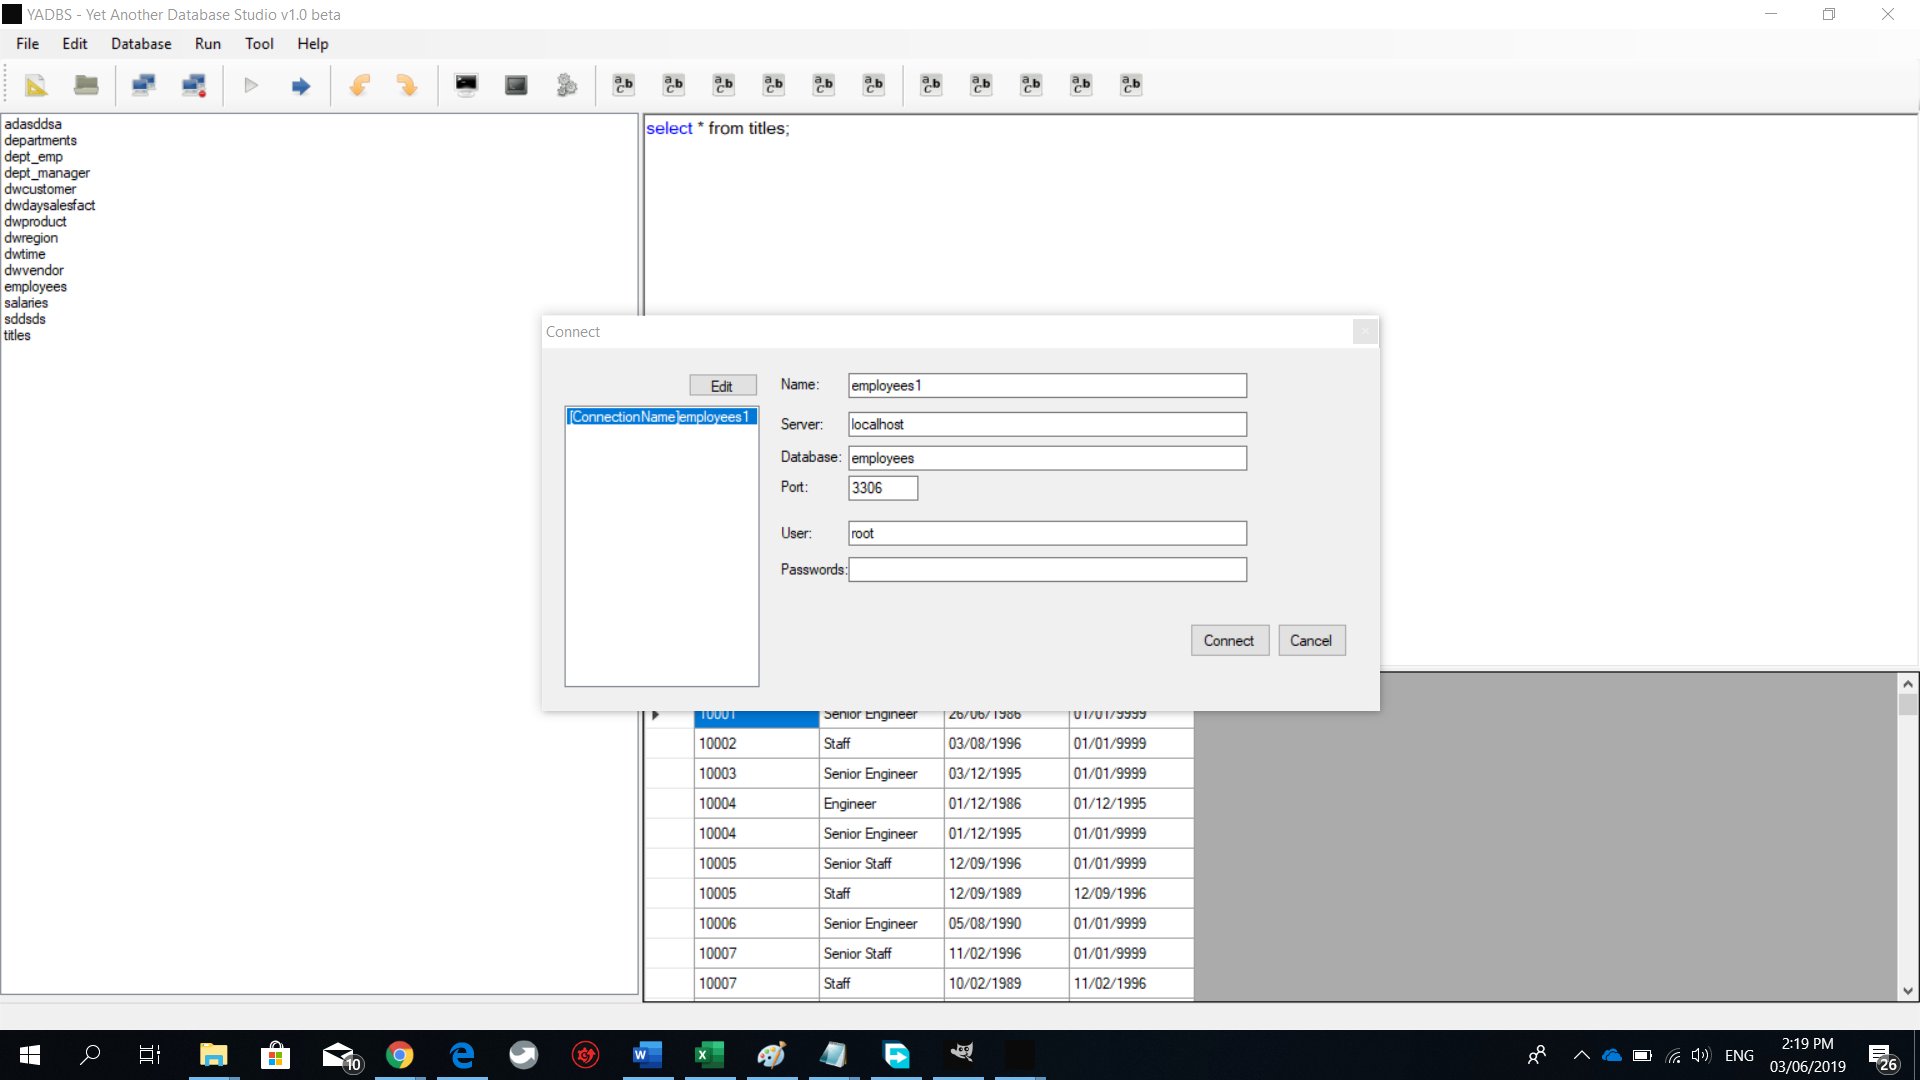 YADBS - Yet Another Database Studio v1.0 beta
File Edit Database Run Tool Help
adasddsa
departments
dept_emp
dept_manager
dwcustomer
dwdaysalesfact
dwproduct
dwregion
dwtime
dwvendor
employees
salaries
sddsds
titles
select * from titles;
Connect
Edit
[ConnectionName]employees1
Name: employees1
Server: localhost
Database: employees
Port: 3306
User: root
Passwords:
Connect Cancel
10001 Senior Engineer 26/06/1986 01/01/9999
10002 Staff 03/08/1996 01/01/9999
10003 Senior Engineer 03/12/1995 01/01/9999
10004 Engineer 01/12/1986 01/12/1995
10004 Senior Engineer 01/12/1995 01/01/9999
10005 Senior Staff 12/09/1996 01/01/9999
10005 Staff 12/09/1989 12/09/1996
10006 Senior Engineer 05/08/1990 01/01/9999
10007 Senior Staff 11/02/1996 01/01/9999
10007 Staff 10/02/1989 11/02/1996
10
ENG
2:19 PM
03/06/2019
26